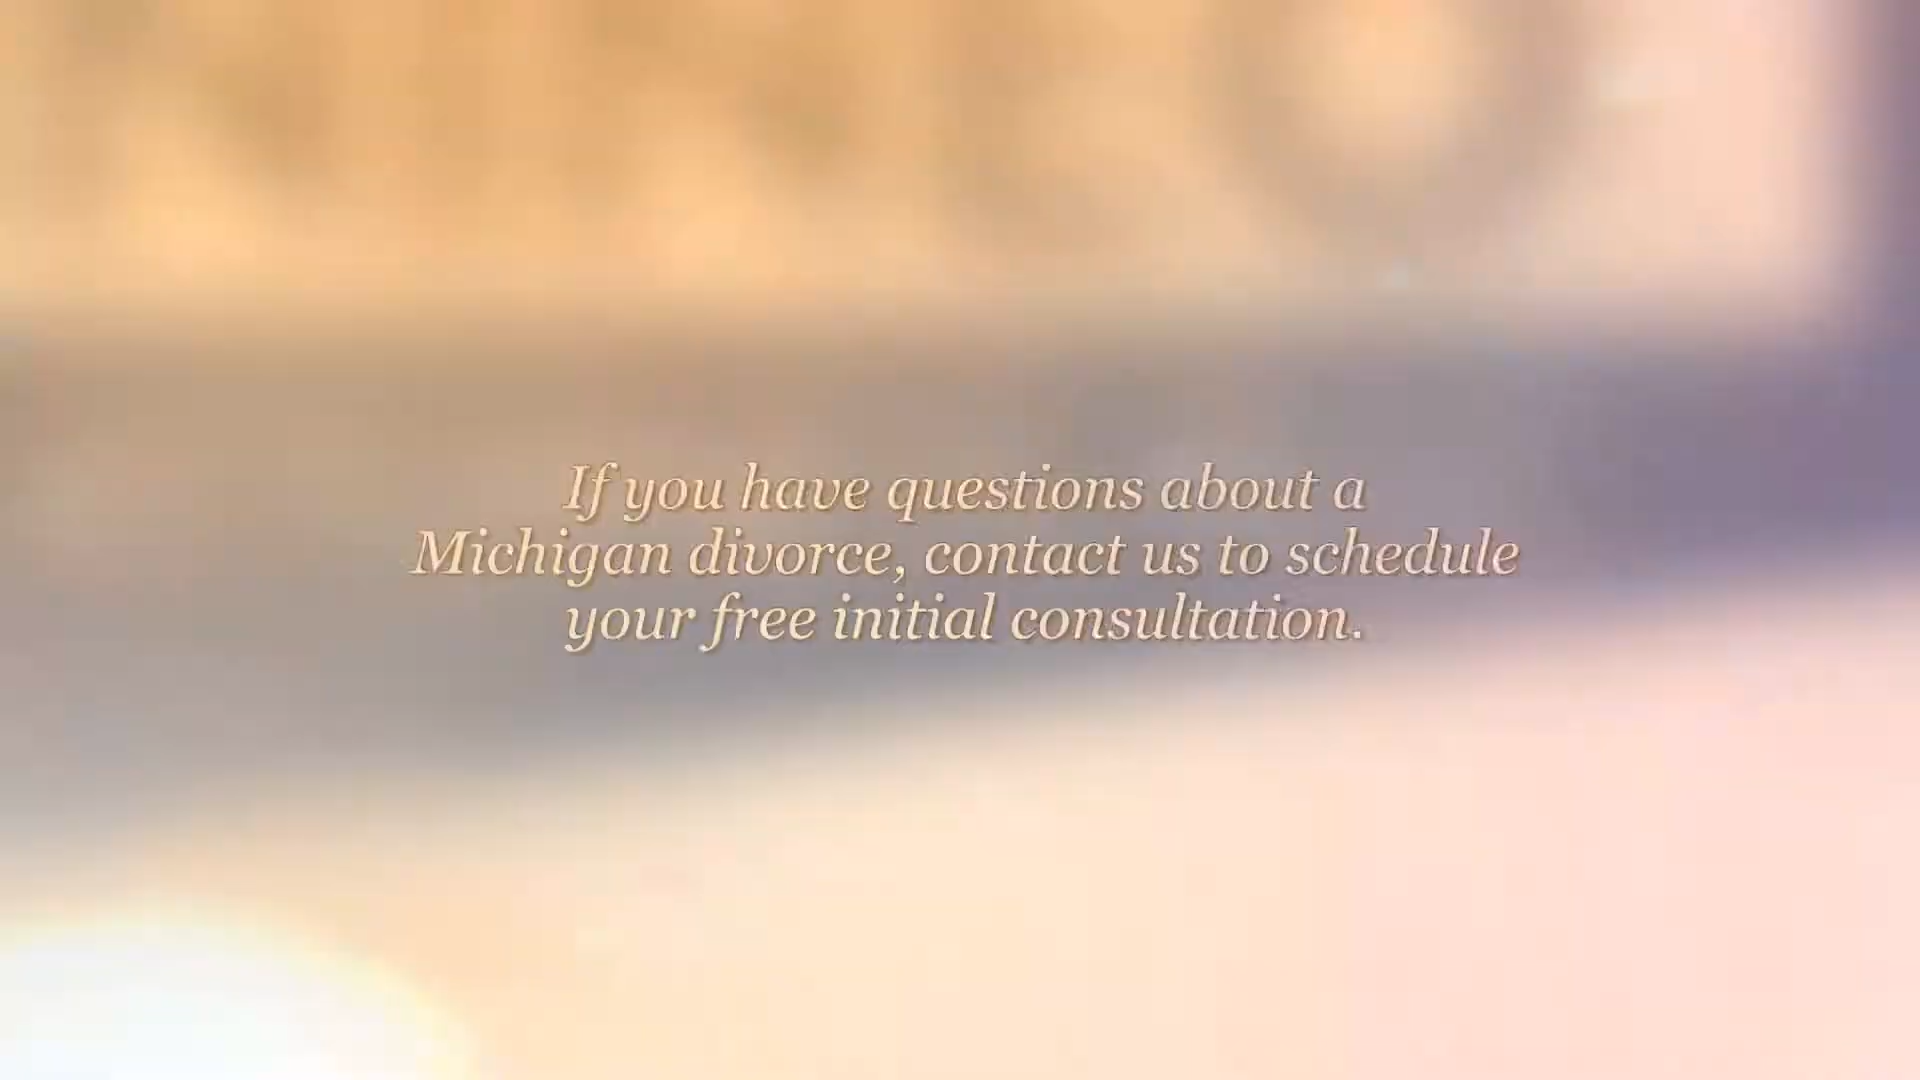 If you have questions about a
Michigan divorce, contact us to schedule
your free initial consultation.